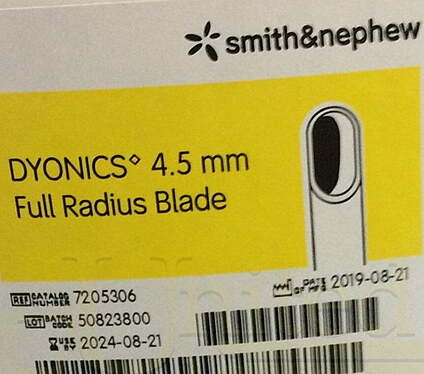 smith&nephew
DYONICS◊ 4.5 mm
Full Radius Blade
REF CATALOG NUMBER 7205306
DATE OF MFG 2019-08-21
LOT BATCH CODE 50823800
USE BY 2024-08-21